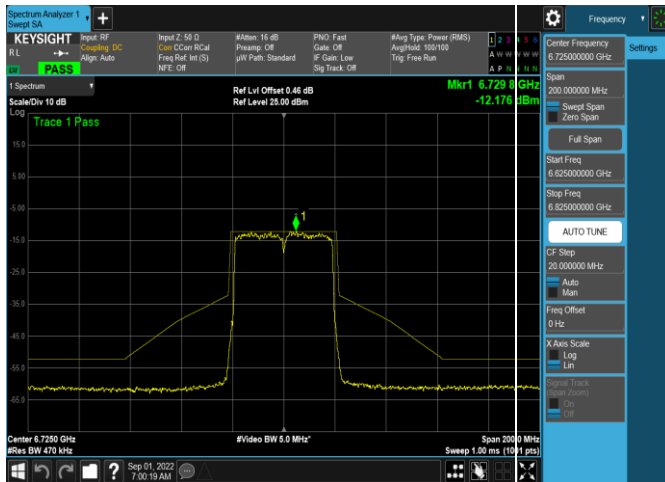 Spectrum Analyzer 1
Swept SA
+
Frequency
KEYSIGHT
RL
PASS
Input: RF
Coupling: DC
Align: Auto
Input Z: 50 Ω
Corr CCorr RCal
Freq Ref: Int (S)
NFE: Off
#Atten: 16 dB
Preamp: Off
µW Path: Standard
PNO: Fast
Gate: Off
IF Gain: Low
Sig Track: Off
#Avg Type: Power (RMS)
Avg|Hold: 100/100
Trig: Free Run
1 2 3 4 5 6
A W W W W W
A P N N N N
1 Spectrum
Scale/Div 10 dB
Log
Ref Lvl Offset 0.46 dB
Ref Level 25.00 dBm
Mkr1 6.729 8 GHz
-12.176 dBm
Trace 1 Pass
15.0
5.00
-5.00
-15.0
-25.0
-35.0
-45.0
-55.0
-65.0
1
Center 6.7250 GHz
#Res BW 470 kHz
#Video BW 5.0 MHz*
Span 200.0 MHz
Sweep 1.00 ms (1001 pts)
?
Sep 01, 2022
7:00:19 AM
Center Frequency
6.725000000 GHz
Settings
Span
200.000000 MHz
Swept Span
Zero Span
Full Span
Start Freq
6.625000000 GHz
Stop Freq
6.825000000 GHz
AUTO TUNE
CF Step
20.000000 MHz
Auto
Man
Freq Offset
0 Hz
X Axis Scale
Log
Lin
Signal Track
(Span Zoom)
On
Off